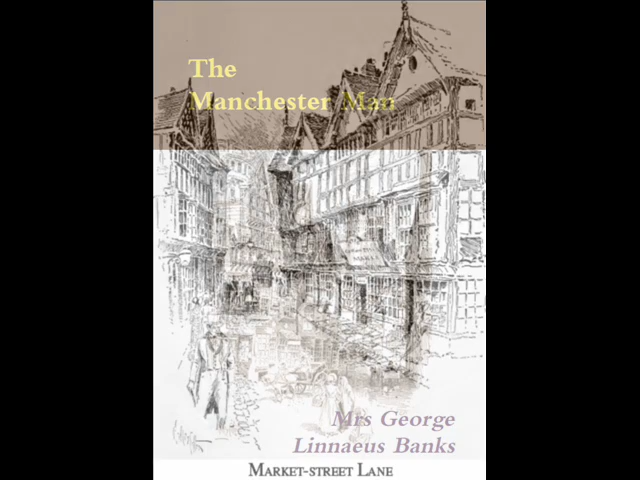 The
Manchester Man
Mrs George
Linnaeus Banks
MARKET-STREET LANE